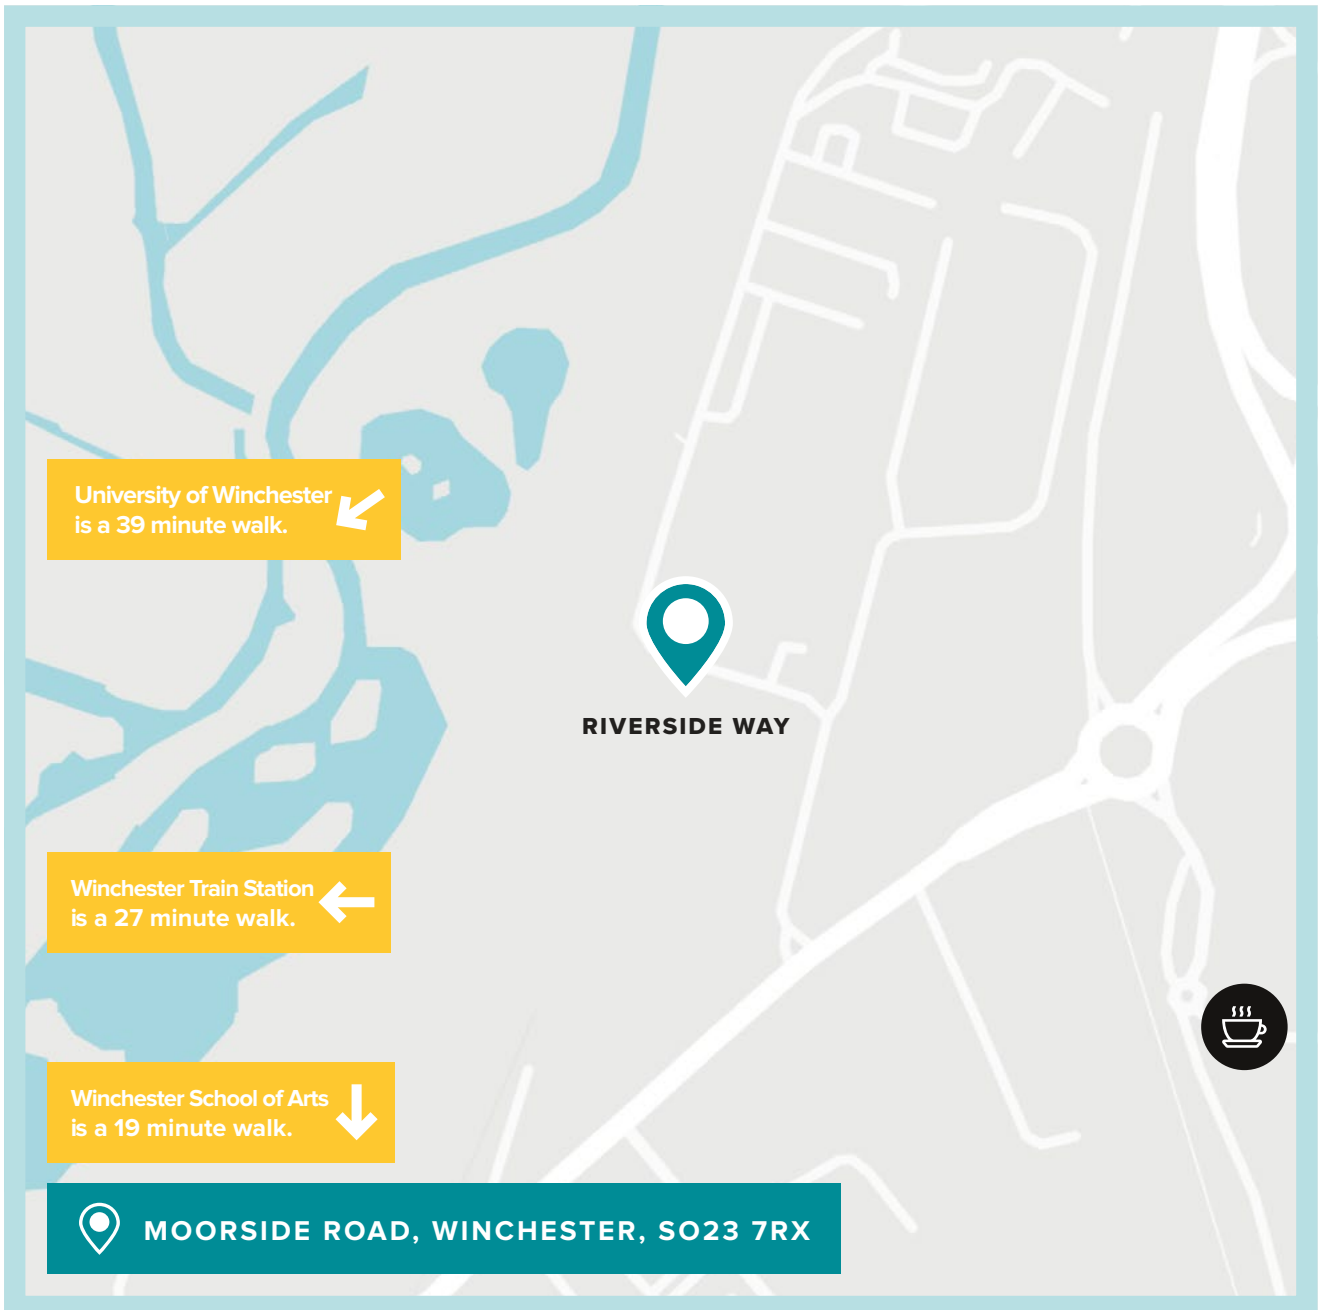 University of Winchester
is a 39 minute walk.
RIVERSIDE WAY
Winchester Train Station
is a 27 minute walk.
Winchester School of Arts
is a 19 minute walk.
MOORSIDE ROAD, WINCHESTER, SO23 7RX